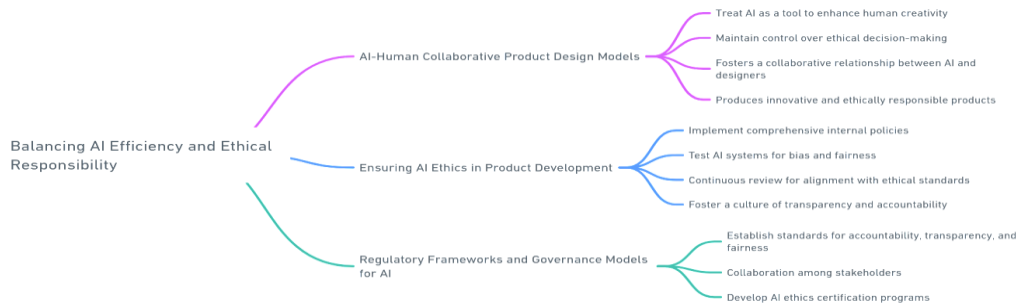 Balancing AI Efficiency and Ethical
Responsibility
AI-Human Collaborative Product Design Models
Treat AI as a tool to enhance human creativity
Maintain control over ethical decision-making
Fosters a collaborative relationship between AI and
designers
Produces innovative and ethically responsible products
Ensuring AI Ethics in Product Development
Implement comprehensive internal policies
Test AI systems for bias and fairness
Continuous review for alignment with ethical standards
Foster a culture of transparency and accountability
Regulatory Frameworks and Governance Models
for AI
Establish standards for accountability, transparency, and
fairness
Collaboration among stakeholders
Develop AI ethics certification programs